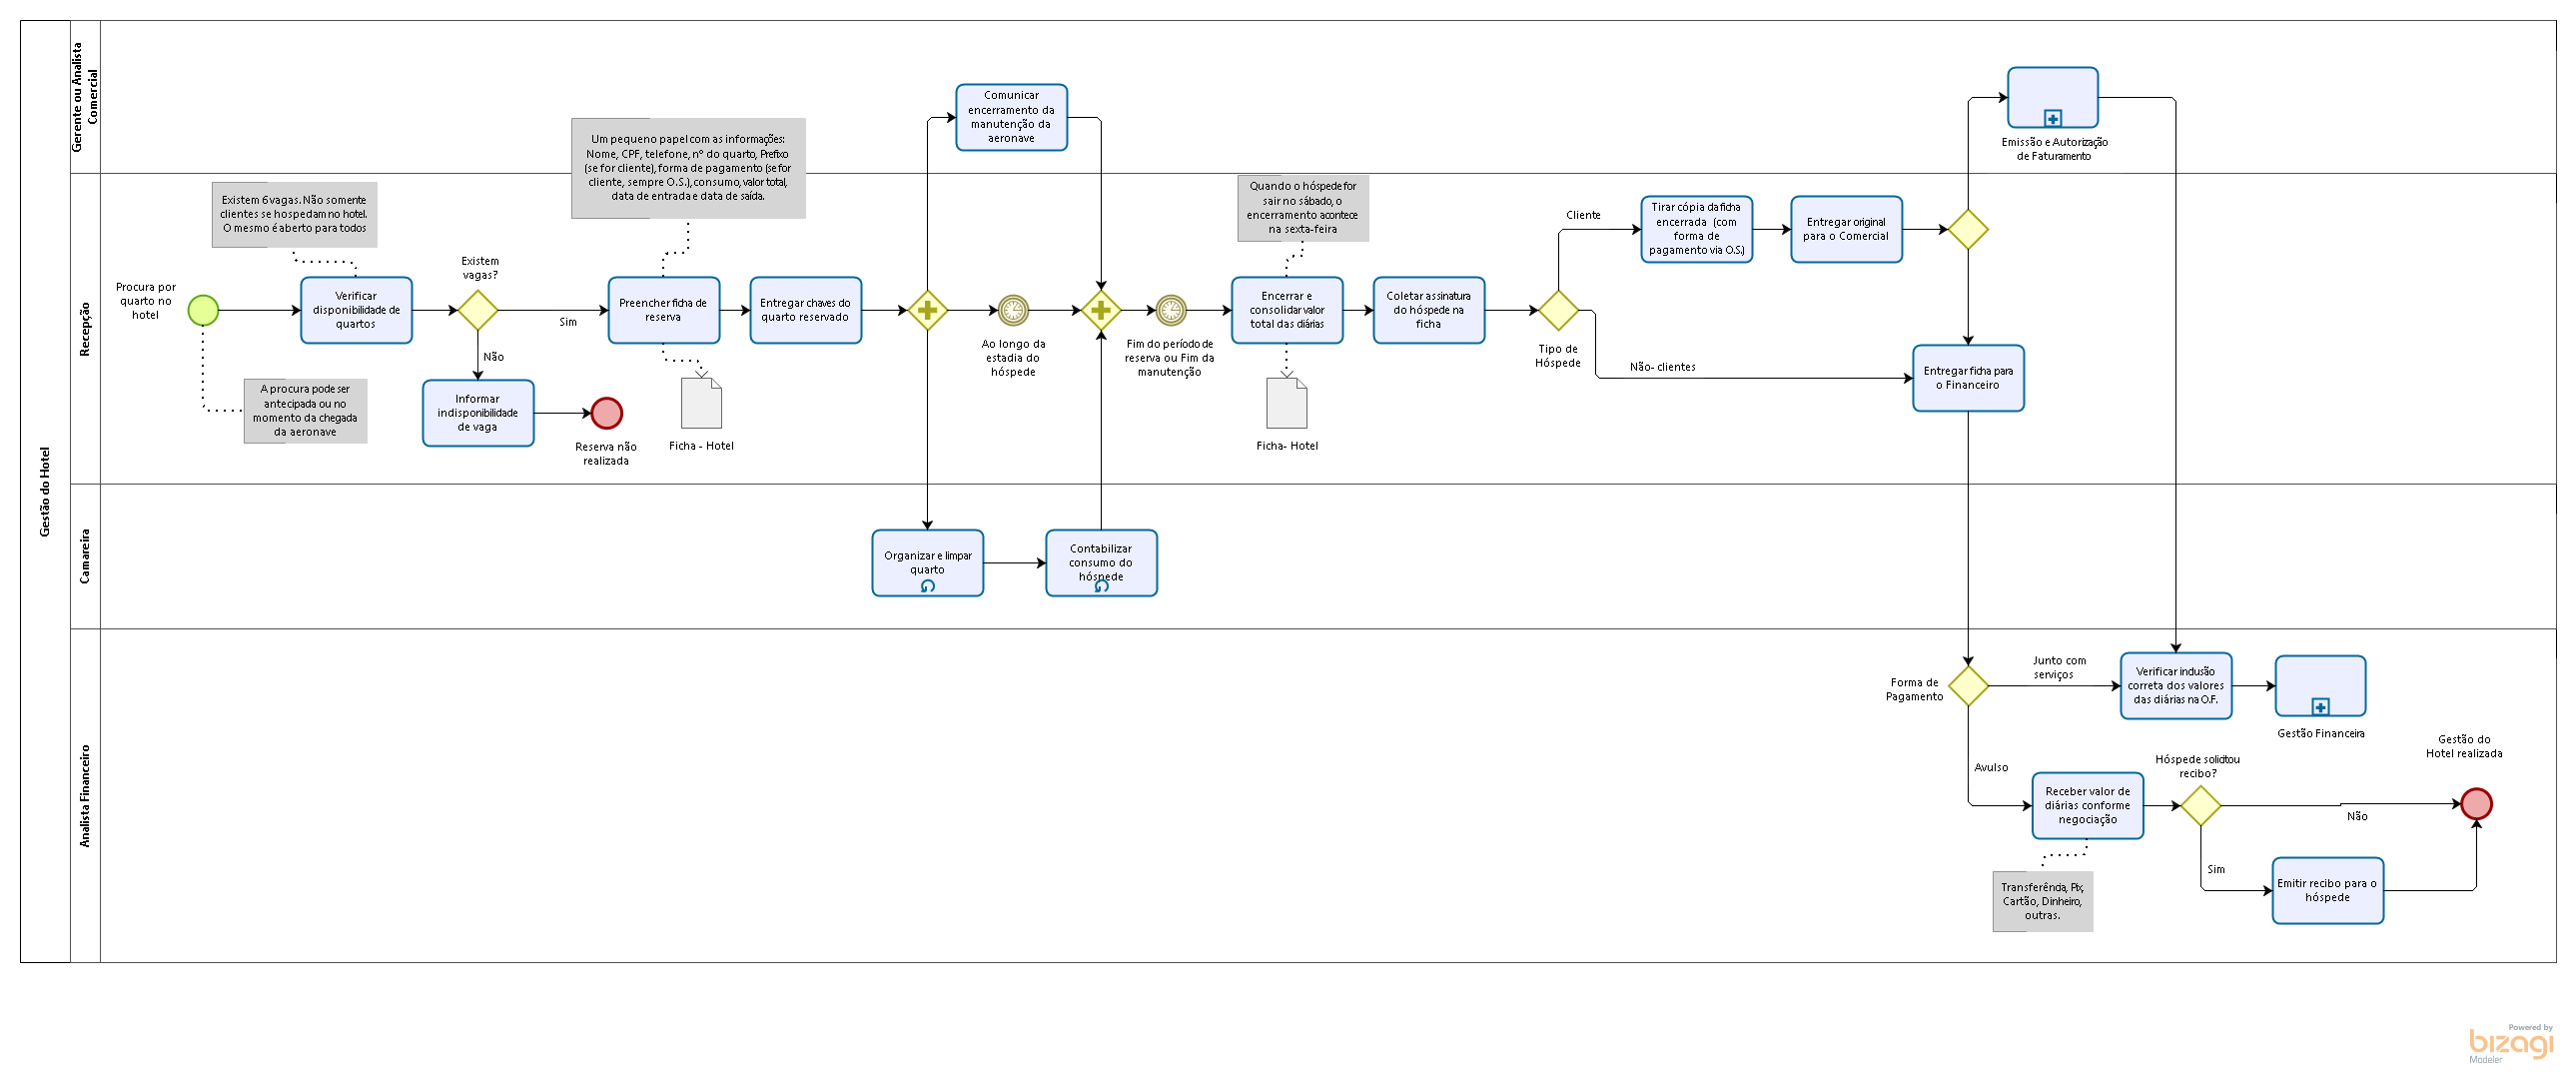 Gestão do Hotel
Gerente ou Analista
Comercial
Comunicar
encerramento da
manutenção da
aeronave
Emissão e Autorização
de Faturamento
Um pequeno papel com as informações:
Nome, CPF, telefone, nº do quarto, Prefixo
(se for cliente), forma de pagamento (se for
cliente, sempre O.S.), consumo, valor total,
data de entrada e data de saída.
Recepção
Existem 6 vagas. Não somente
clientes se hospedam no hotel.
O mesmo é aberto para todos
Procura por
quarto no
hotel
A procura pode ser
antecipada ou no
momento da chegada
da aeronave
Verificar
disponibilidade de
quartos
Existem
vagas?
Sim
Não
Informar
indisponibilidade
de vaga
Reserva não
realizada
Preencher ficha de
reserva
Ficha - Hotel
Entregar chaves do
quarto reservado
Ao longo da
estadia do
hóspede
Fim do período de
reserva ou Fim da
manutenção
Quando o hóspede for
sair no sábado, o
encerramento acontece
na sexta-feira
Encerrar e
consolidar valor
total das diárias
Ficha- Hotel
Coletar assinatura
do hóspede na
ficha
Tipo de
Hóspede
Cliente
Não- clientes
Tirar cópia da ficha
encerrada (com
forma de
pagamento via O.S.)
Entregar original
para o Comercial
Entregar ficha para
o Financeiro
Camareira
Organizar e limpar
quarto
Contabilizar
consumo do
hóspede
Analista Financeiro
Forma de
Pagamento
Junto com
serviços
Verificar inclusão
correta dos valores
das diárias na O.F.
Gestão Financeira
Avulso
Receber valor de
diárias conforme
negociação
Transferência, Pix,
Cartão, Dinheiro,
outras.
Hóspede solicitou
recibo?
Não
Sim
Emitir recibo para o
hóspede
Gestão do
Hotel realizada
Powered by
bizagi
Modeler